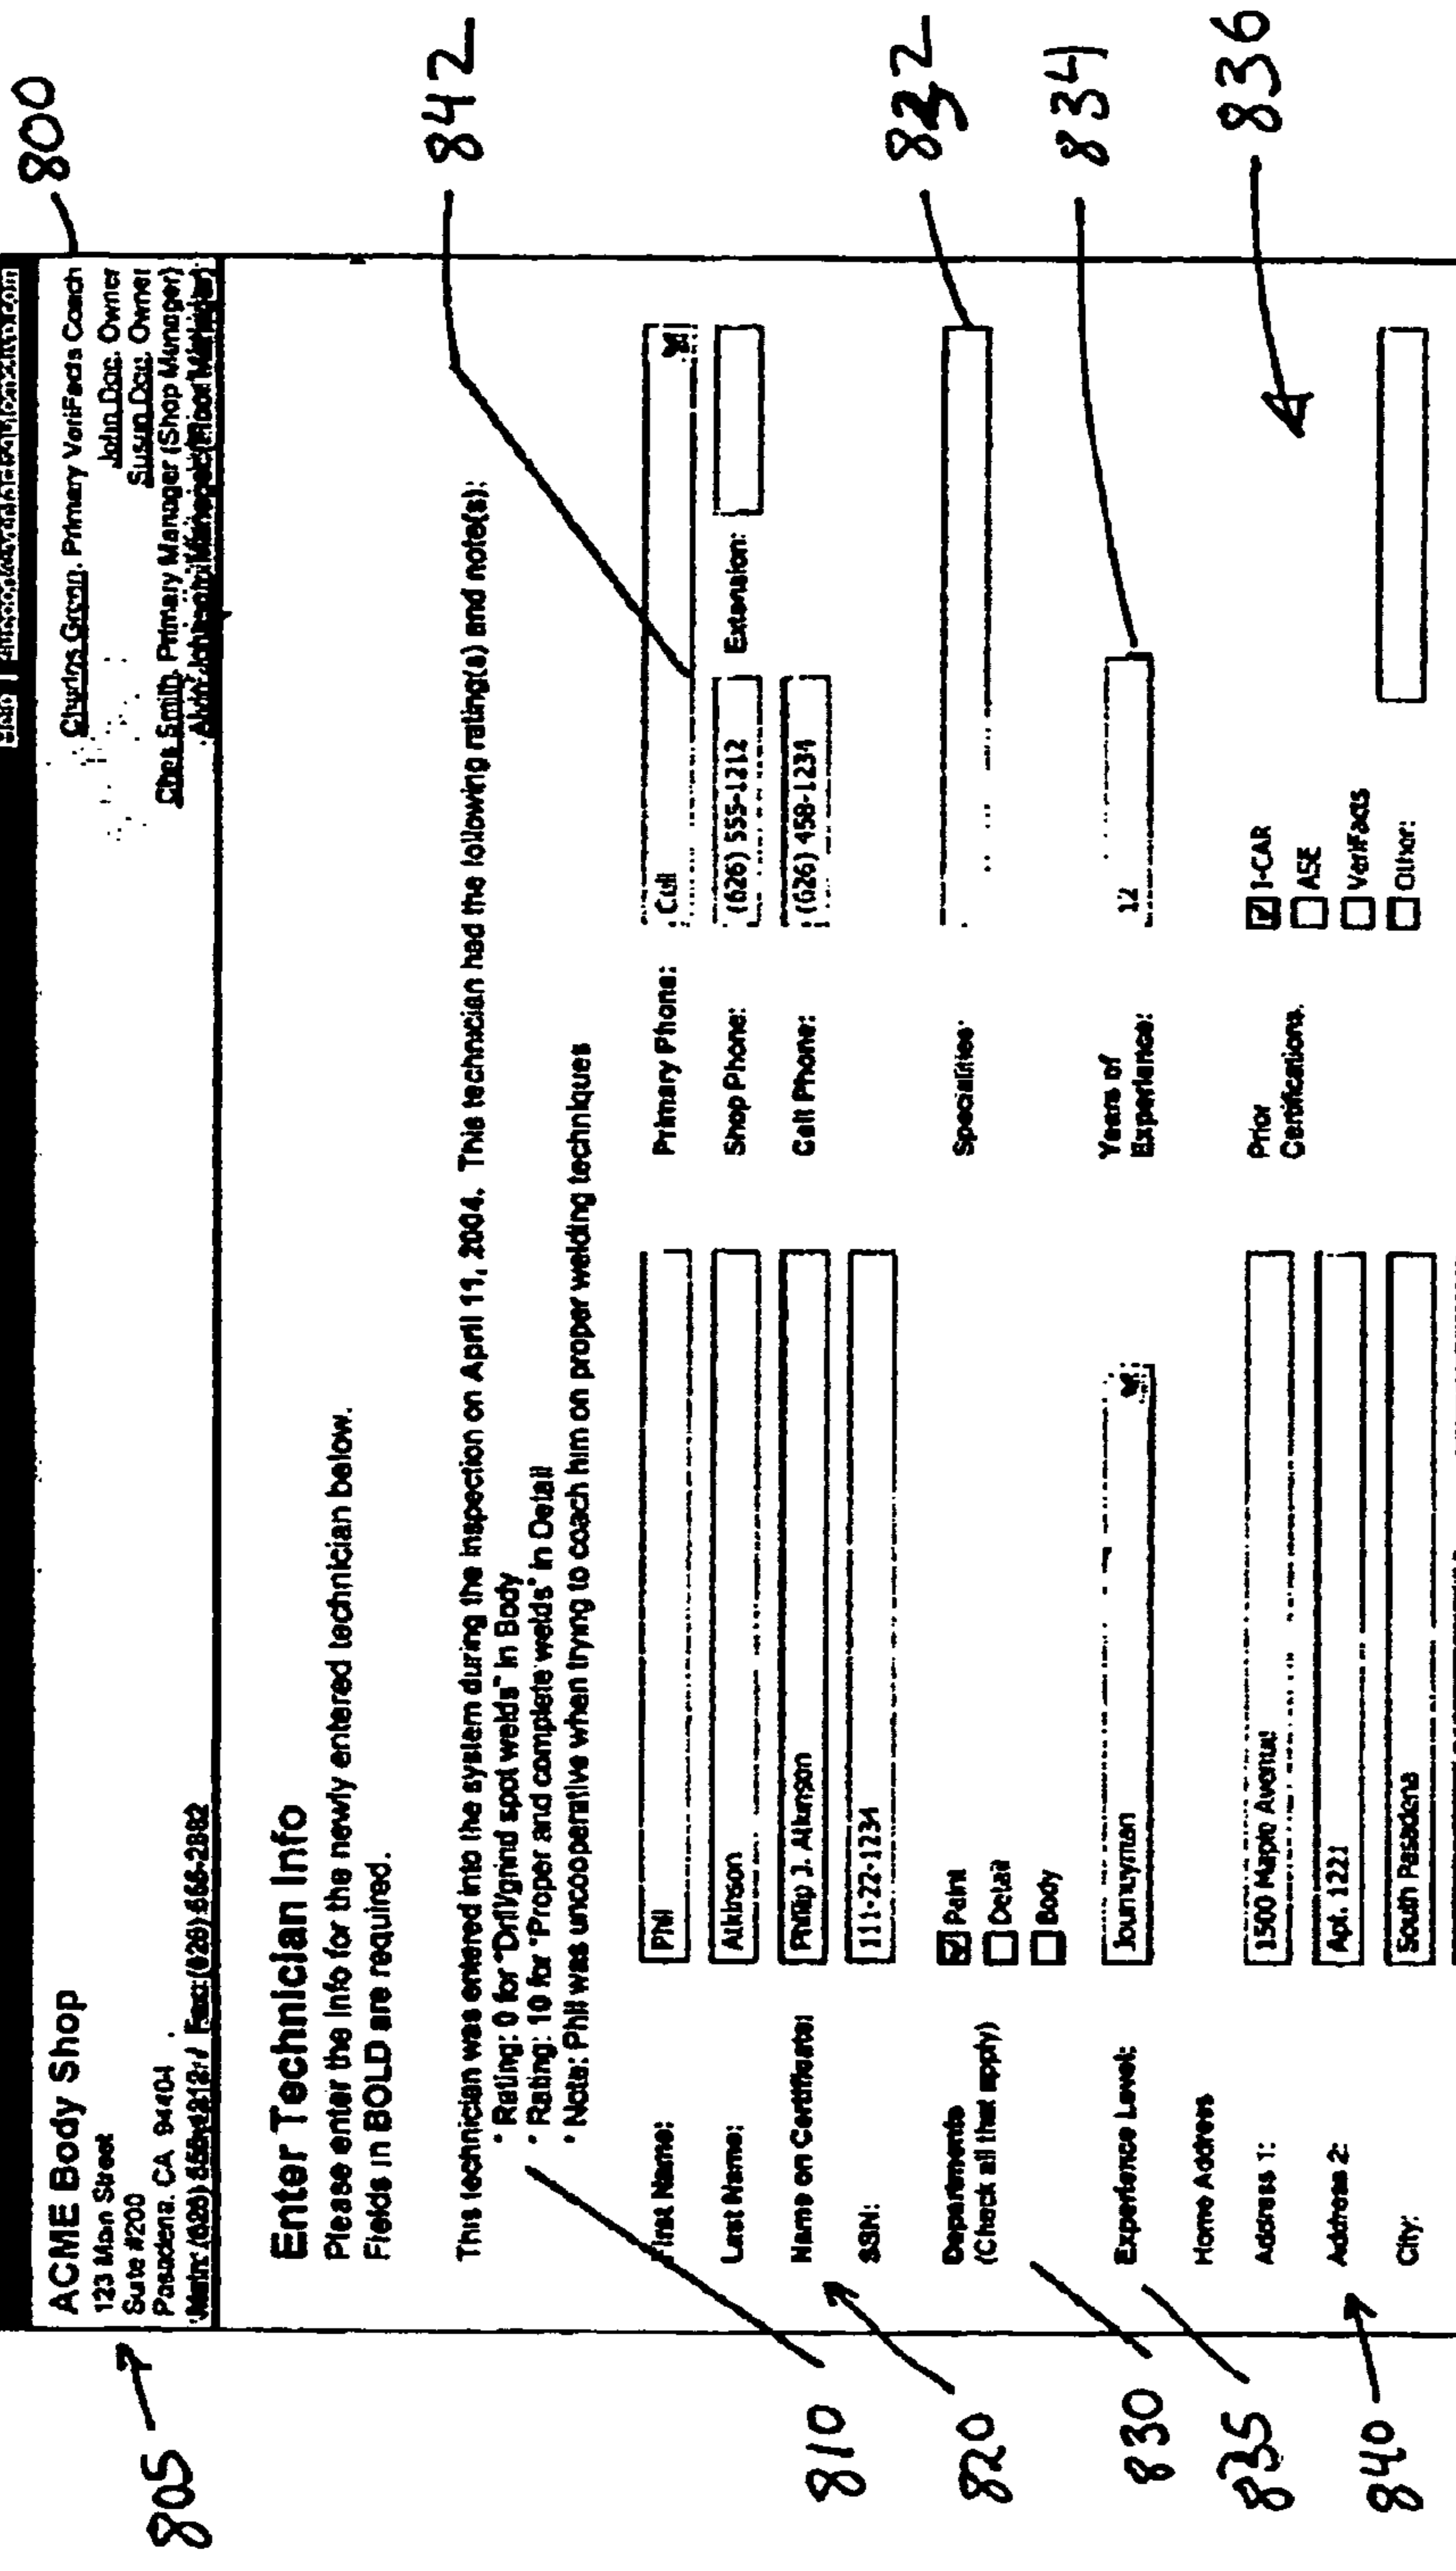 800
805
ACME Body Shop
123 Main Street
Suite #200
Pasadena, CA 94404
Charles Green, Primary VeriFacts Coach
John Doe, Owner
Susan Doe, Owner
Ches Smith, Primary Manager (Shop Manager)
Enter Technician Info
Please enter the info for the newly entered technician below.
Fields in BOLD are required.
842
This technician was entered into the system during the inspection on April 11, 2004. This technician had the following rating(s) and note(s):
* Rating: 0 for "Drill/grind spot welds" in Body
* Rating: 10 for "Proper and complete welds" in Detail
* Note: Phil was uncooperative when trying to coach him on proper welding techniques
810
First Name: Phil Primary Phone: Cell
Last Name: Atkinson Shop Phone: (626) 555-1212 Extension:
Name on Certificate: Phillip J. Atkinson Cell Phone: (626) 458-1234
820
SSN: 111-22-1234
832
Departments Paint Specialities:
(Check all that apply) Detail
Body
830
834
Experience Level: Journeyman Years of Experience: 12
835
Home Address
836
Address 1: 1500 Maple Avenue Prior Certifications: I-CAR
ASE
Address 2: Apt. 1221 VeriFacts
840
City: South Pasadena Other: